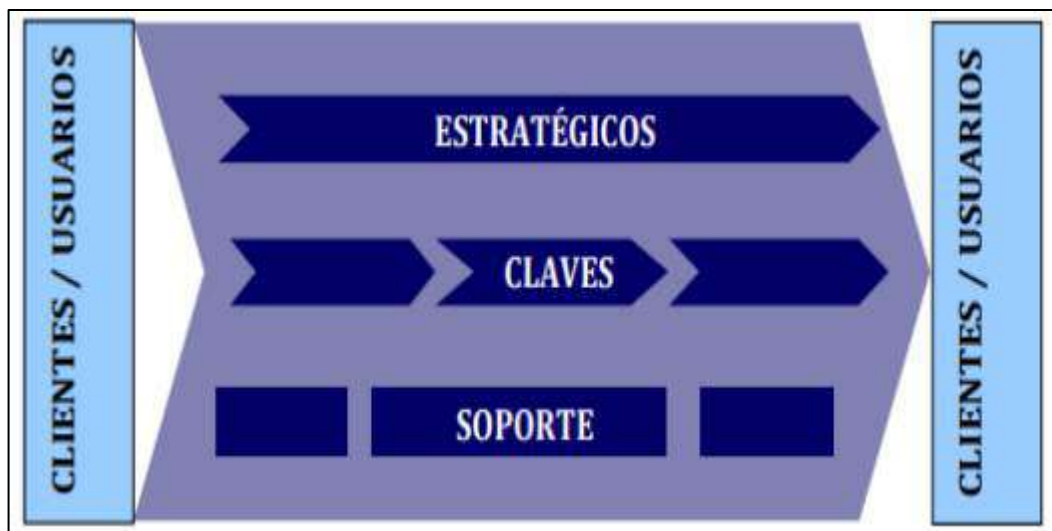 CLIENTES / USUARIOS
ESTRATÉGICOS
CLAVES
SOPORTE
CLIENTES / USUARIOS